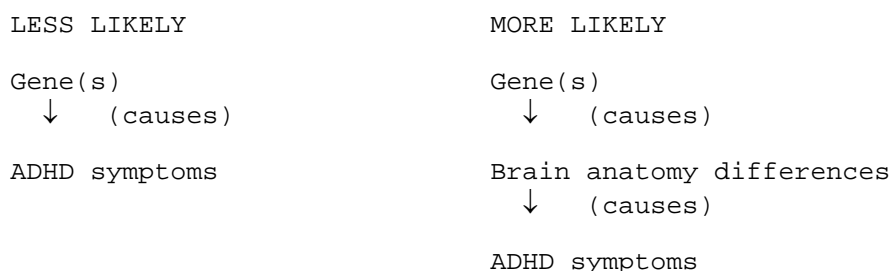 LESS LIKELY MORE LIKELY
Gene(s) Gene(s)
↓ (causes) ↓ (causes)
ADHD symptoms Brain anatomy differences
↓ (causes)
ADHD symptoms